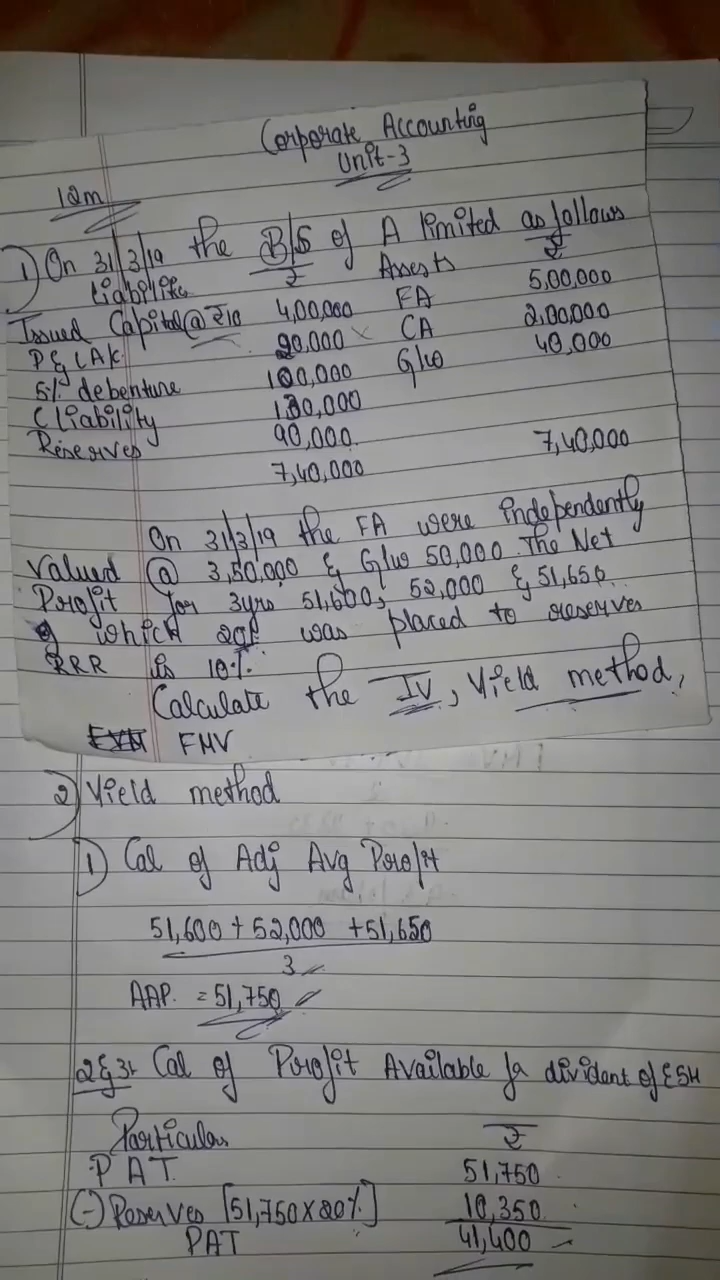 Corporate Accounting
Unit-3
12m
1) On 31/3/19 the B/S of A limited as follows
Liability ₹ Assets ₹
Issued Capital @ ₹10 4,00,000 FA 5,00,000
P & L A/c 20,000 CA 2,00,000
5% debenture 100,000 G/w 40,000
C liability 130,000
Reserves 90,000
7,40,000 7,40,000
On 31/3/19 the FA were independently
Valued @ 3,50,000 & G/w 50,000. The Net
Profit for 3yrs 51,600, 52,000 & 51,650
of which 20% was placed to reserves
RRR is 10%.
Calculate the IV, Yield method,
FMV
2) Yield method
1) Cal of Adj Avg Profit
51,600 + 52,000 + 51,650
3
AAP. = 51,750
2 & 3 Cal of Profit Available for divident of ESH
Particulars ₹
PAT 51,750
(-) Reserves [51,750 x 20%] 10,350
PAT 41,400